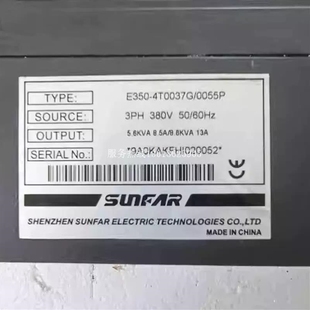 TYPE: E350-4T0037G/0055P
SOURCE: 3PH 380V 50/60Hz
OUTPUT: 5.6KVA 8.5A/8.6KVA 13A
SERIAL No.:
CE
SUNFAR
SHENZHEN SUNFAR ELECTRIC TECHNOLOGIES CO.,LTD
MADE IN CHINA